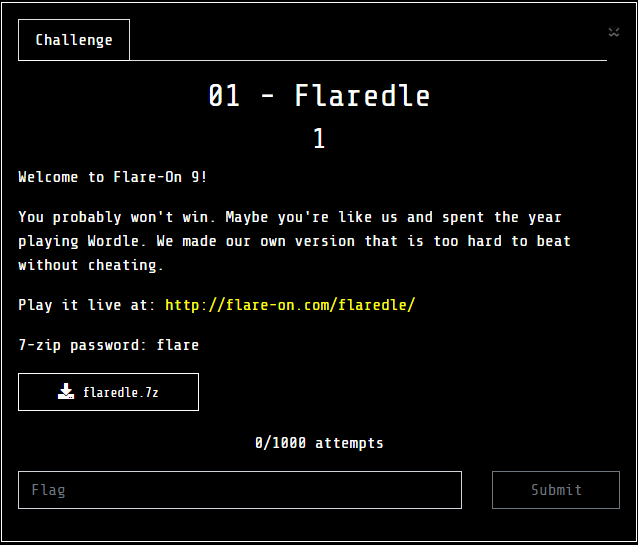 Challenge
01 - Flaredle
1
Welcome to Flare-On 9!
You probably won't win. Maybe you're like us and spent the year
playing Wordle. We made our own version that is too hard to beat
without cheating.
Play it live at: http://flare-on.com/flaredle/
7-zip password: flare
flaredle.7z
0/1000 attempts
Flag
Submit